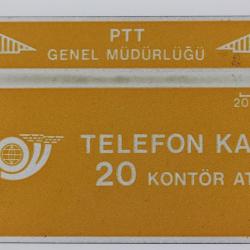 PTT
GENEL MÜDÜRLÜĞÜ
20
TELEFON KA
20 KONTÖR AT